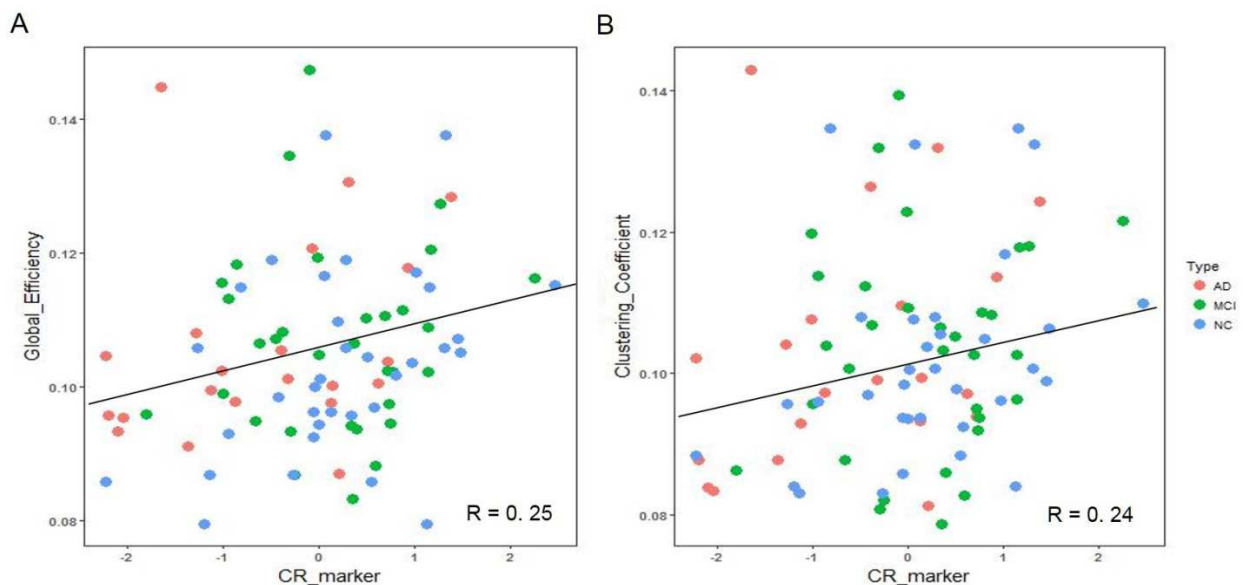 A
B
0.14
0.12
0.10
0.08
Global_Efficiency
-2
-1
0
1
2
CR_marker
R = 0. 25
0.14
0.12
0.10
0.08
Clustering_Coefficient
-2
-1
0
1
2
CR_marker
R = 0. 24
Type
AD
MCI
NC